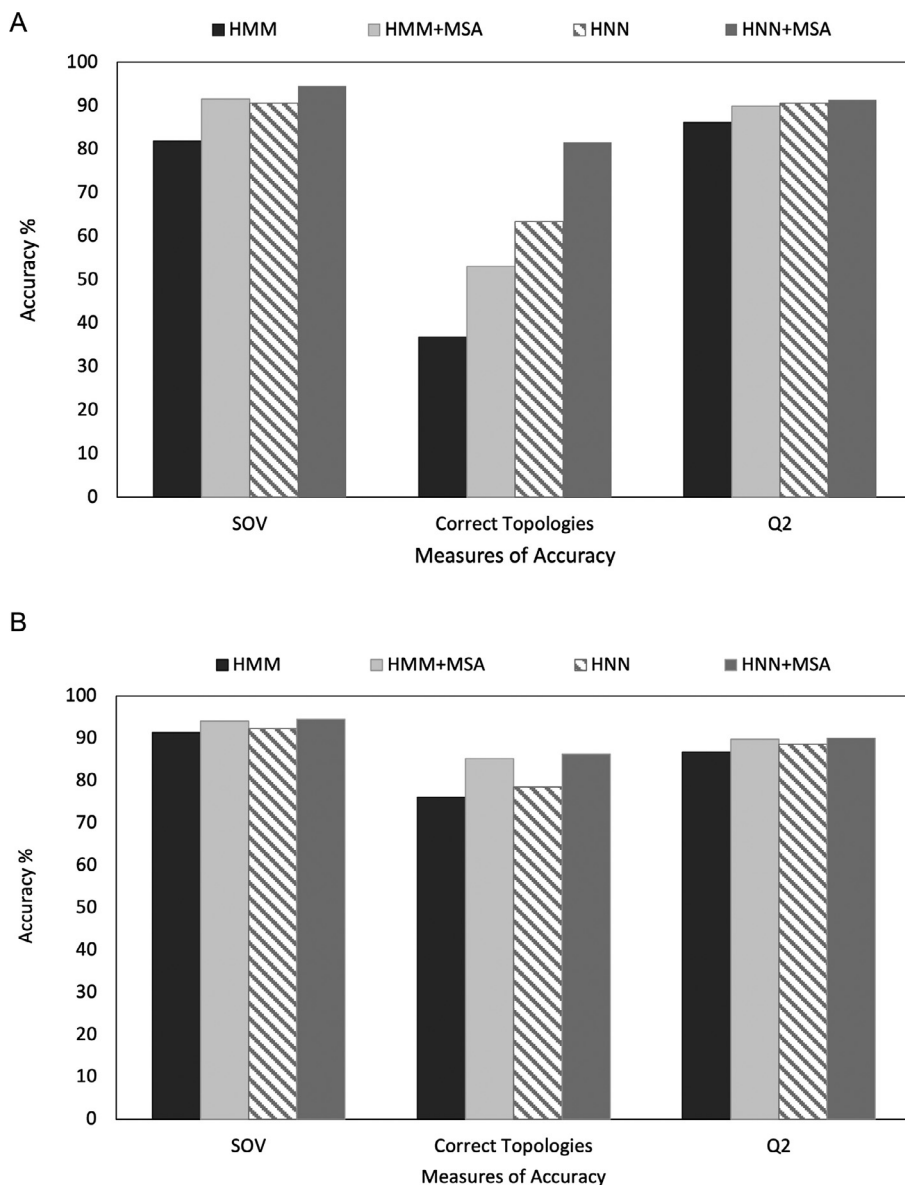 A
HMM HMM+MSA HNN HNN+MSA
100
90
80
70
60
50
40
30
20
10
0
Accuracy %
SOV Correct Topologies Q2
Measures of Accuracy
B
HMM HMM+MSA HNN HNN+MSA
100
90
80
70
60
50
40
30
20
10
0
Accuracy %
SOV Correct Topologies Q2
Measures of Accuracy